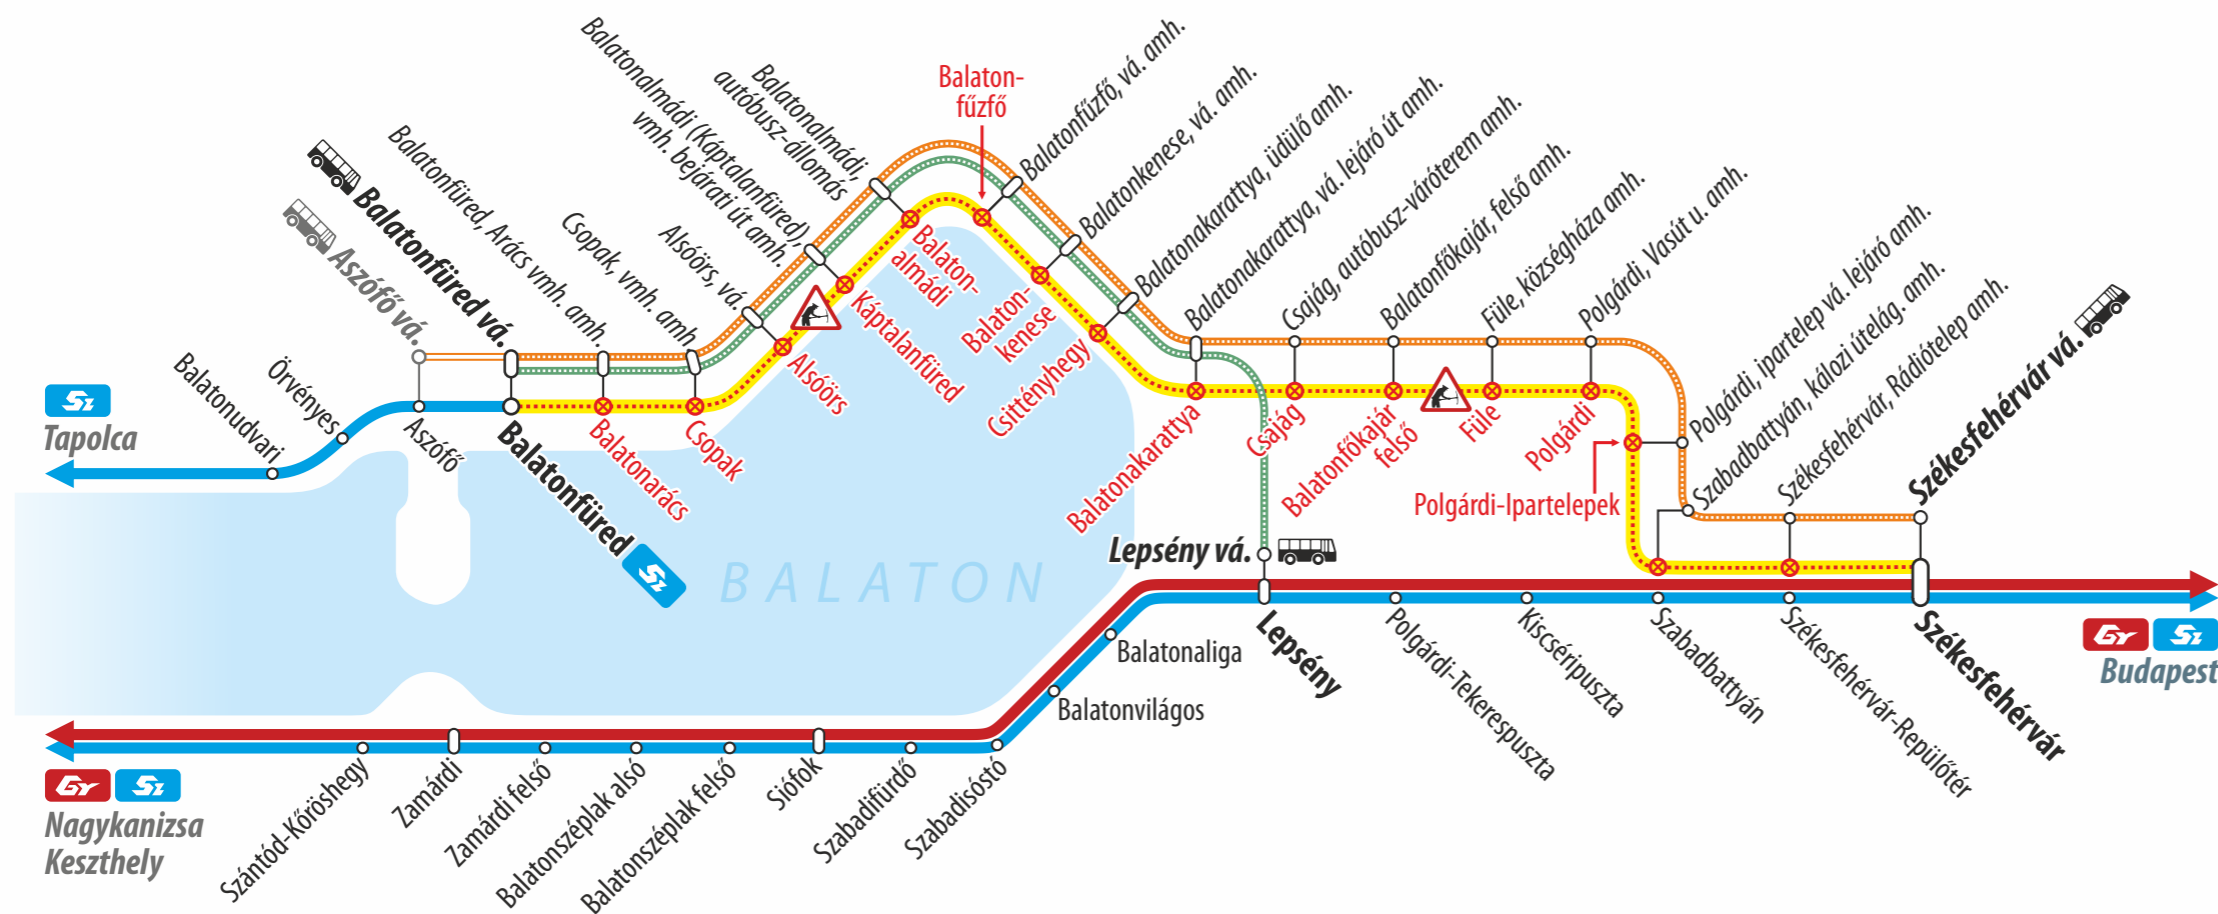 Balatonfüred vá.
Aszófő vá.
Balatonfüred, Arács vmh. amh.
Csopak, vmh. amh.
Alsóörs, vá.
Balatonalmádi (Káptalanfüred),
vmh. bejárati út amh.
Balatonalmádi,
autóbusz-állomás
Balaton-
fűzfő
Balatonfűzfő, vá. amh.
Balatonkenese, vá. amh.
Balatonakarattya, üdülő amh.
Balatonakarattya, vá. lejáró út amh.
Csajág, autóbusz-váróterem amh.
Balatonfőkajár, felső amh.
Füle, községháza amh.
Polgárdi, Vasút u. amh.
Polgárdi, ipartelep vá. lejáró amh.
Szabadbattyán, kálozi útelág. amh.
Székesfehérvár, Rádiótelep amh.
Székesfehérvár vá.
Sz
Tapolca
Balatonudvari
Örvényes
Aszófő
Balatonfüred
Sz
Balatonarács
Csopak
Alsóörs
Káptalanfüred
Balaton-
almádi
Balaton-
kenese
Csittényhegy
Balatonakarattya
Csajág
Balatonfőkajár
felső
Füle
Polgárdi
Polgárdi-Ipartelepek
BALATON
Lepsény vá.
Lepsény
Balatonaliga
Balatonvilágos
Polgárdi-Tekerespuszta
Kiscséripuszta
Szabadbattyán
Székesfehérvár-Repülőtér
Székesfehérvár
Gy Sz
Budapest
Gy Sz
Nagykanizsa
Keszthely
Szántód-Kőröshegy
Zamárdi
Zamárdi felső
Balatonszéplak alsó
Balatonszéplak felső
Siófok
Szabadifürdő
Szabadisóstó